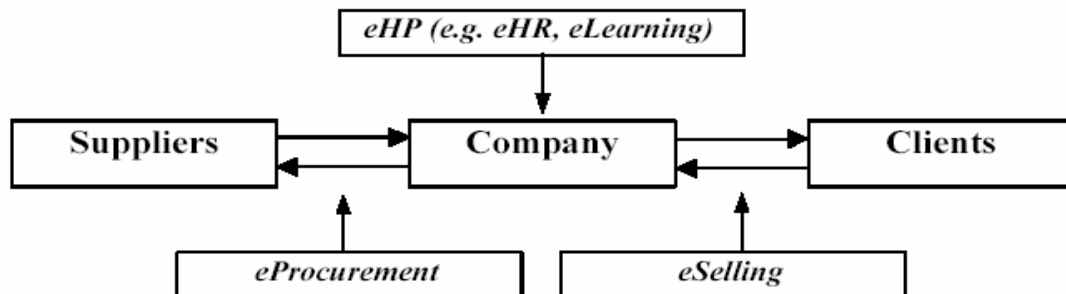 eHP (e.g. eHR, eLearning)
Suppliers
Company
Clients
eProcurement
eSelling